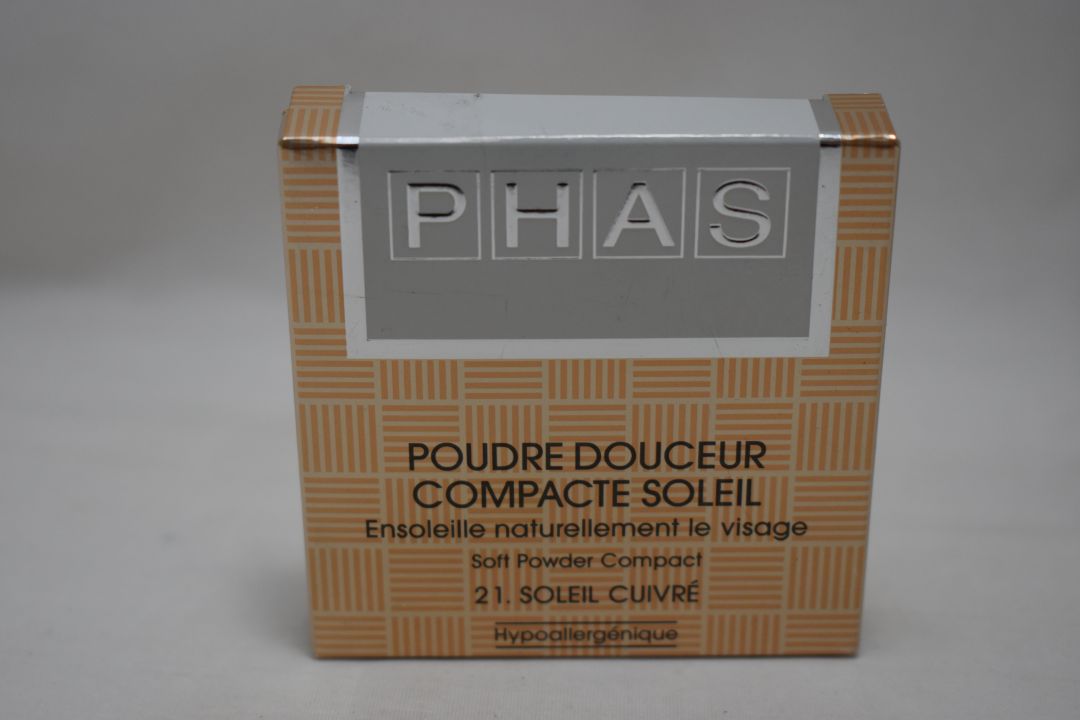 PHAS
POUDRE DOUCEUR
COMPACTE SOLEIL
Ensoleille naturellement le visage
Soft Powder Compact
21. SOLEIL CUIVRÉ
Hypoallergénique